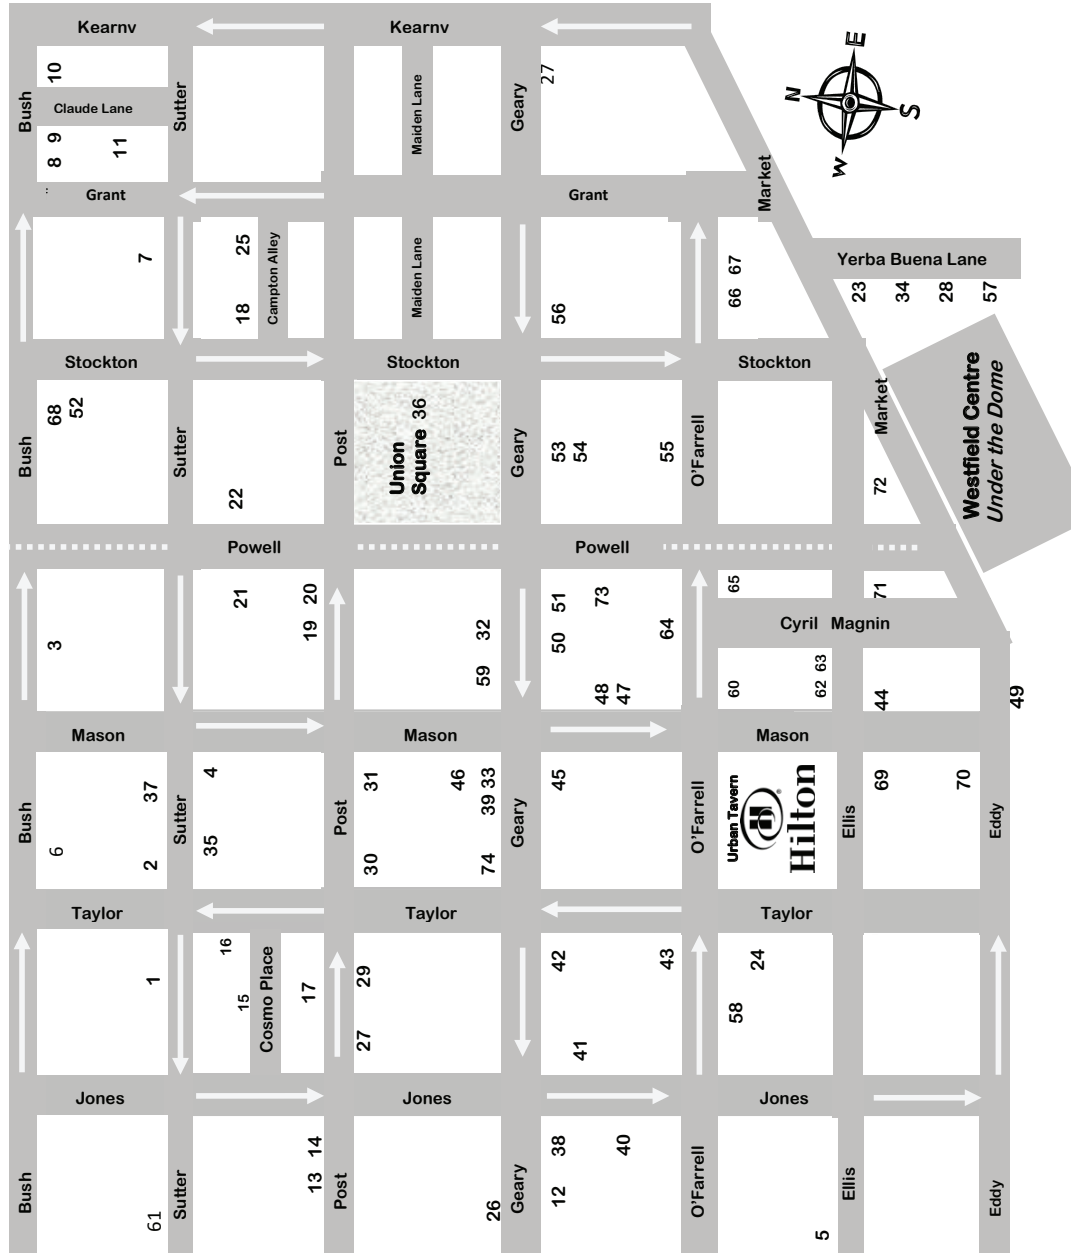 Kearnv
Kearnv
E
N
S
W
10
27
Bush
Claude Lane
Sutter
Maiden Lane
Geary
8
9
11
Market
Grant
Grant
7
25
Campton Alley
18
Maiden Lane
56
67
66
Yerba Buena Lane
23
34
28
57
Stockton
Stockton
Stockton
68
52
Bush
Sutter
22
Post
Union
Square 36
Geary
53
54
55
O'Farrell
Market
72
Westfield Centre
Under the Dome
Powell
Powell
3
21
20
19
32
59
51
50
73
48
47
64
65
71
Cyril Magnin
60
63
62
44
49
Mason
Mason
Mason
Bush
6
37
2
Sutter
4
35
Post
31
30
46
33
39
74
Geary
45
O'Farrell
Urban Tavern
Hilton
Ellis
69
70
Eddy
Taylor
Taylor
Taylor
1
16
15
Cosmo Place
17
29
27
42
41
43
24
58
Jones
Jones
Jones
Bush
61
Sutter
14
13
Post
26
Geary
38
12
40
O'Farrell
5
Ellis
Eddy